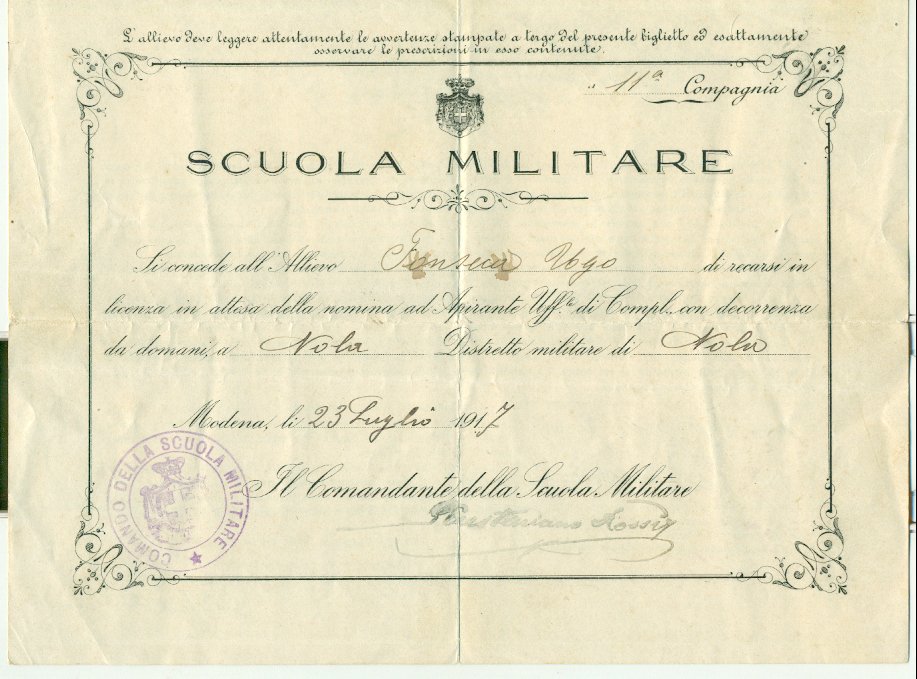 L'allievo deve leggere attentamente le avvertenze stampate a tergo del presente biglietto ed esattamente
osservare le prescrizioni in esso contenute.
11ª Compagnia
SCUOLA MILITARE
Si concede all'Allievo Fonseca Ugo di recarsi in
licenza in attesa della nomina ad Apirante Uff.le di Compl.. con decorrenza
da domani, a Nola Distretto militare di Nola
Modena, li 23 Luglio 1917
Il Comandante della Scuola Militare
Rossi
COMANDO DELLA SCUOLA MILITARE